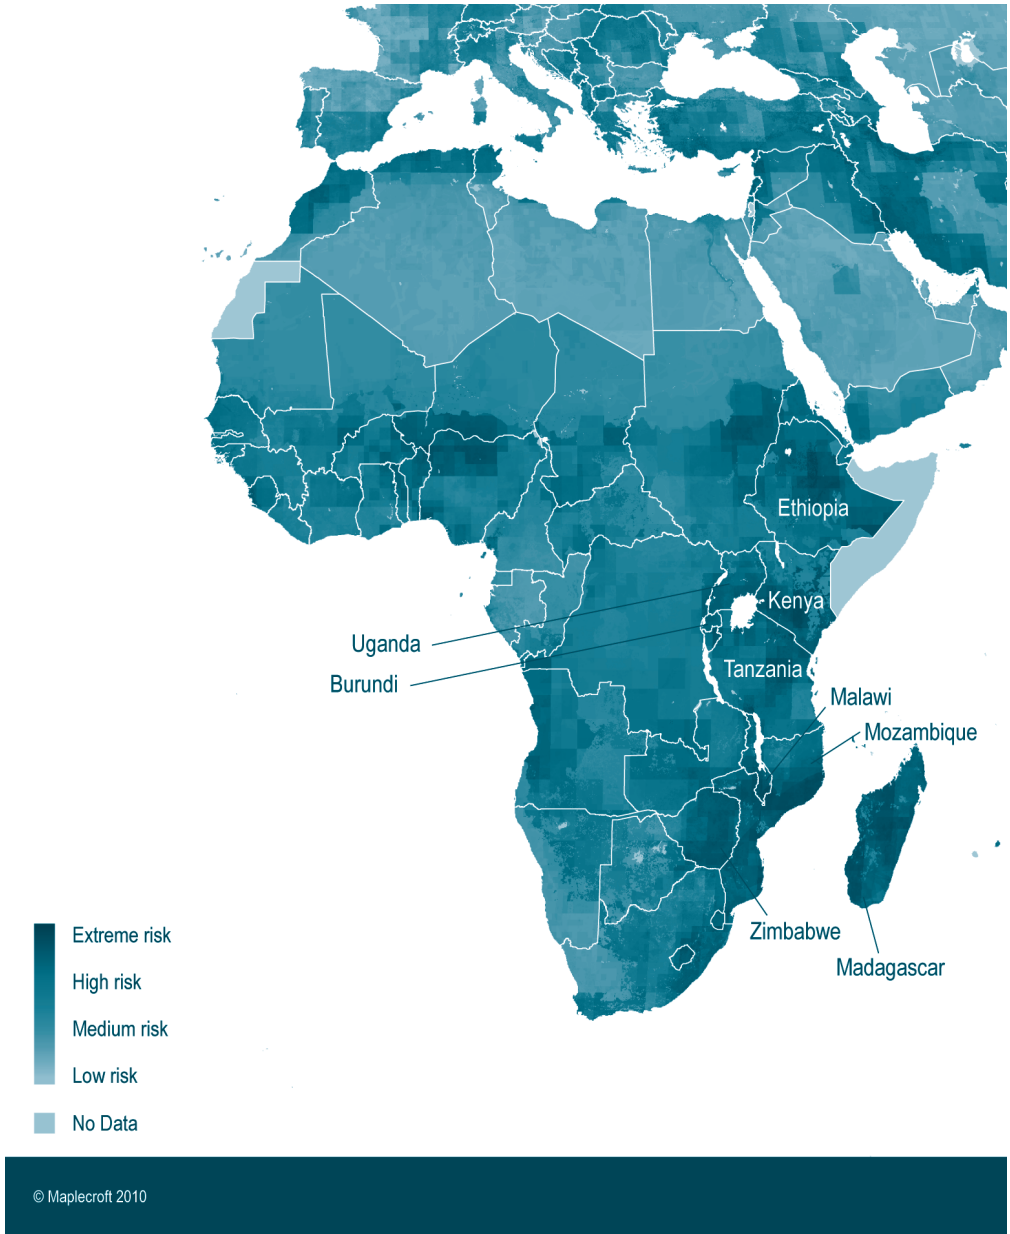 Ethiopia
Kenya
Uganda
Tanzania
Burundi
Malawi
Mozambique
Zimbabwe
Madagascar
Extreme risk
High risk
Medium risk
Low risk
No Data
© Maplecroft 2010